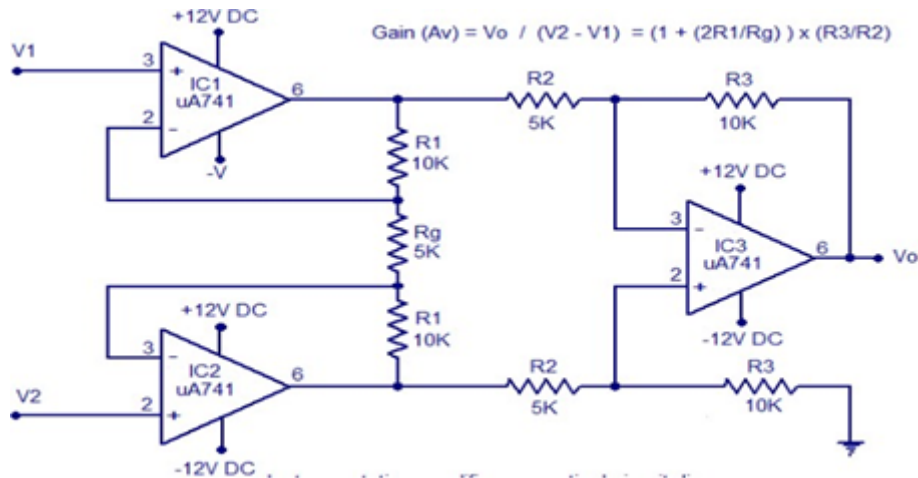 +12V DC
Gain (Av) = Vo / (V2 - V1) = (1 + (2R1/Rg) ) x (R3/R2)
V1
3
+
IC1
uA741
6
2
-
-V
R1
10K
R2
5K
R3
10K
Rg
5K
+12V DC
3
-
IC3
uA741
6
Vo
2
+
-12V DC
+12V DC
3
-
IC2
uA741
6
V2
2
+
-12V DC
R1
10K
R2
5K
R3
10K